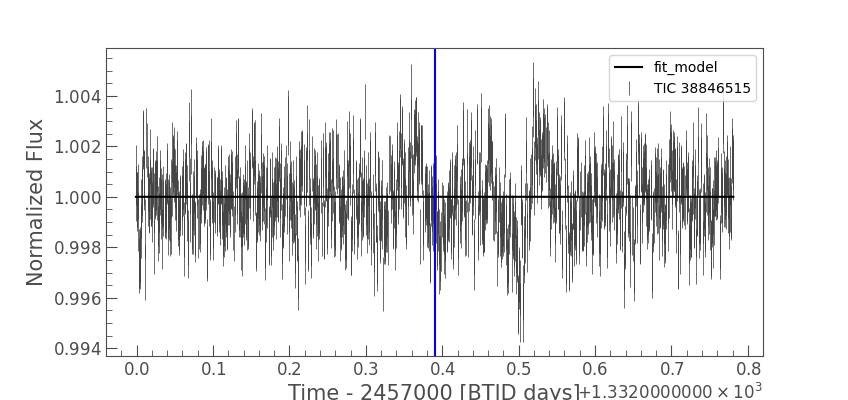 fit_model
TIC 38846515
1.004
1.002
1.000
0.998
0.996
0.994
Normalized Flux
0.0 0.1 0.2 0.3 0.4 0.5 0.6 0.7 0.8
Time - 2457000 [BTJD days]
+1.3320000000 × 10³